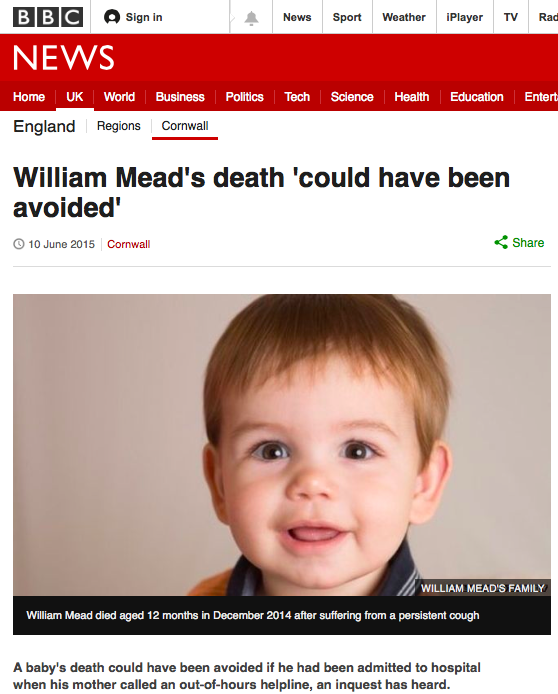 BBC Sign in News Sport Weather iPlayer TV Rad
NEWS
Home UK World Business Politics Tech Science Health Education Entert
England Regions Cornwall
William Mead's death 'could have been
avoided'
10 June 2015 Cornwall Share
WILLIAM MEAD'S FAMILY
William Mead died aged 12 months in December 2014 after suffering from a persistent cough
A baby's death could have been avoided if he had been admitted to hospital
when his mother called an out-of-hours helpline, an inquest has heard.